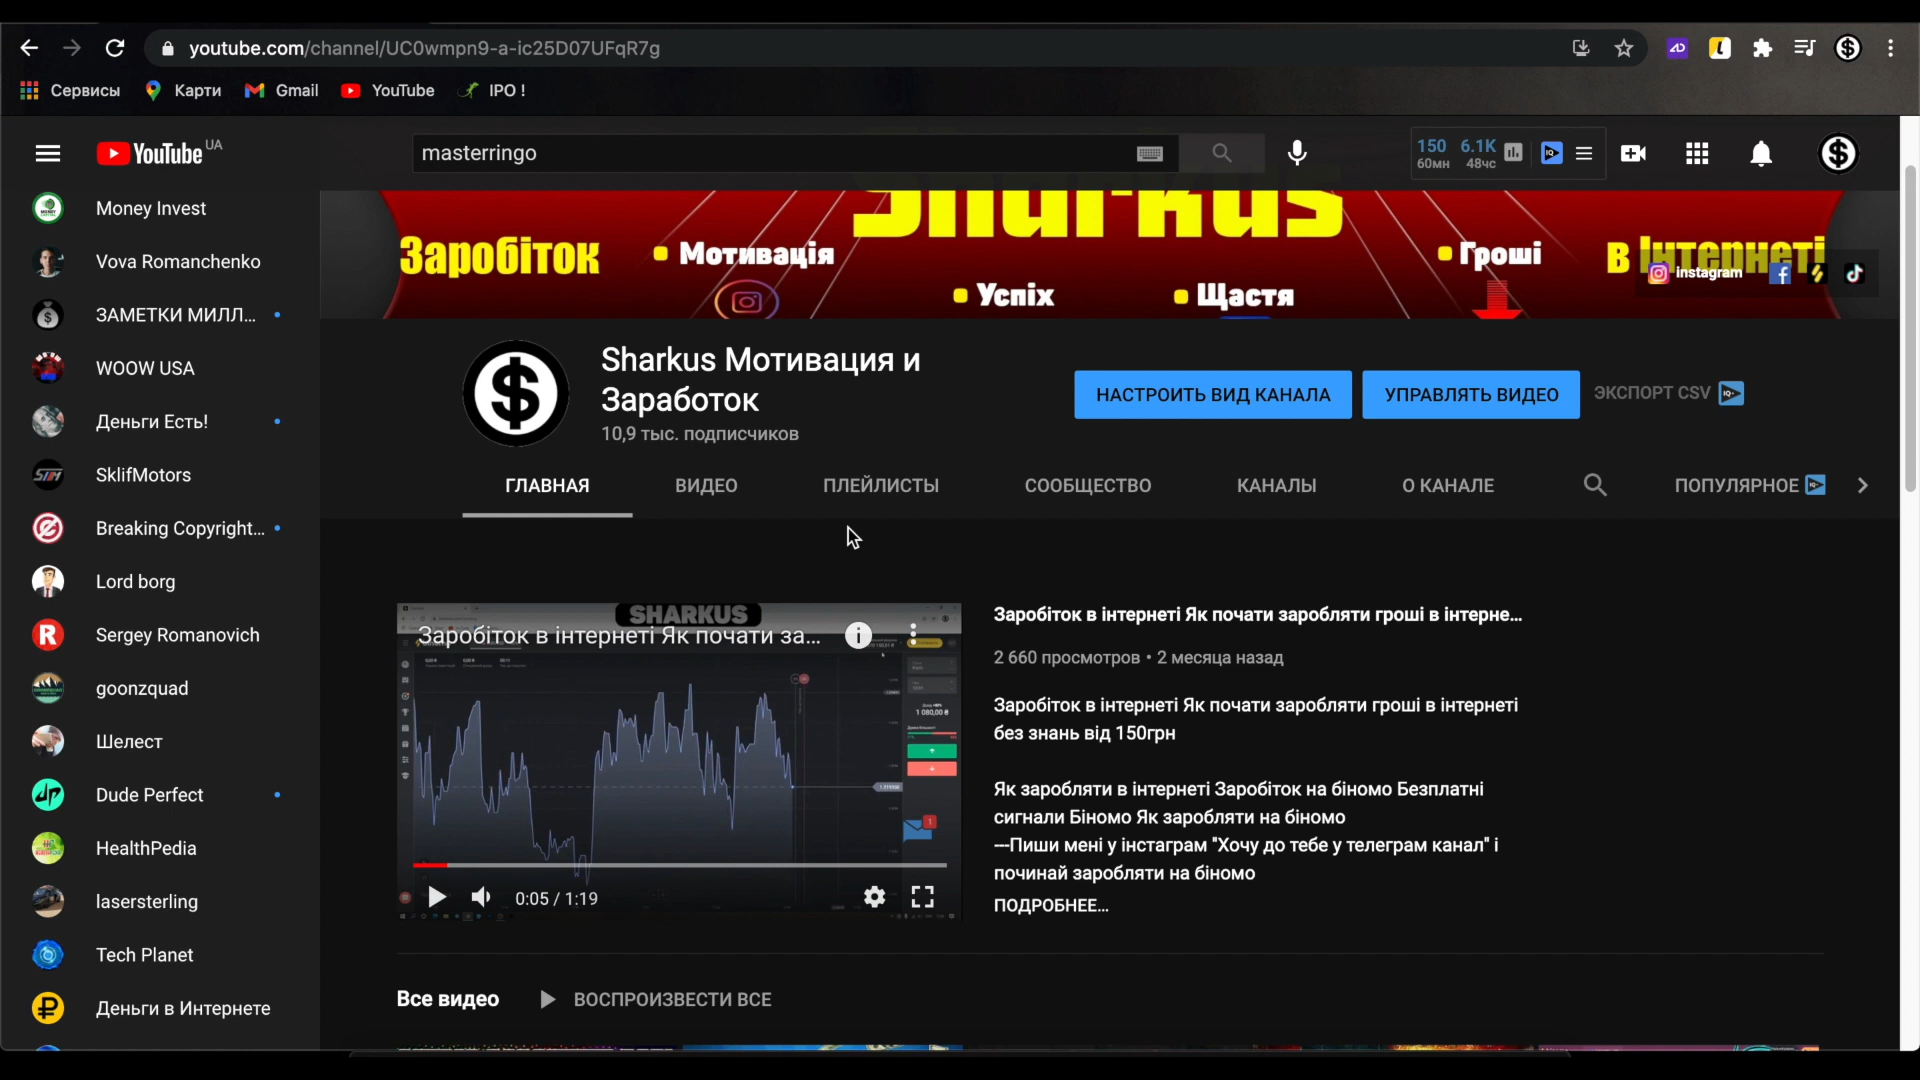 youtube.com/channel/UC0wmpn9-a-ic25D07UFqR7g
Сервисы
Карти
Gmail
YouTube
IPO !
YouTube UA
masterringo
150 6.1K
60мн 48чс
Money Invest
Vova Romanchenko
ЗАМЕТКИ МИЛЛ...
WOOW USA
Деньги Есть!
SklifMotors
Breaking Copyright...
Lord borg
Sergey Romanovich
goonzquad
Шелест
Dude Perfect
HealthPedia
lasersterling
Tech Planet
Деньги в Интернете
Sharkus
Заробіток
Мотивація
Гроші
в Інтернеті
Успіх
Щастя
instagram
Sharkus Мотивация и
Заработок
10,9 тыс. подписчиков
НАСТРОИТЬ ВИД КАНАЛА
УПРАВЛЯТЬ ВИДЕО
ЭКСПОРТ CSV
ГЛАВНАЯ
ВИДЕО
ПЛЕЙЛИСТЫ
СООБЩЕСТВО
КАНАЛЫ
О КАНАЛЕ
ПОПУЛЯРНОЕ
SHARKUS
Заробіток в інтернеті Як почати за...
1 080,00 ₴
0:05 / 1:19
Заробіток в інтернеті Як почати заробляти гроші в інтерне...
2 660 просмотров • 2 месяца назад
Заробіток в інтернеті Як почати заробляти гроші в інтернеті
без знань від 150грн
Як заробляти в інтернеті Заробіток на біномо Безплатні
сигнали Біномо Як заробляти на біномо
---Пиши мені у інстаграм "Хочу до тебе у телеграм канал" і
починай заробляти на біномо
ПОДРОБНЕЕ...
Все видео
ВОСПРОИЗВЕСТИ ВСЕ